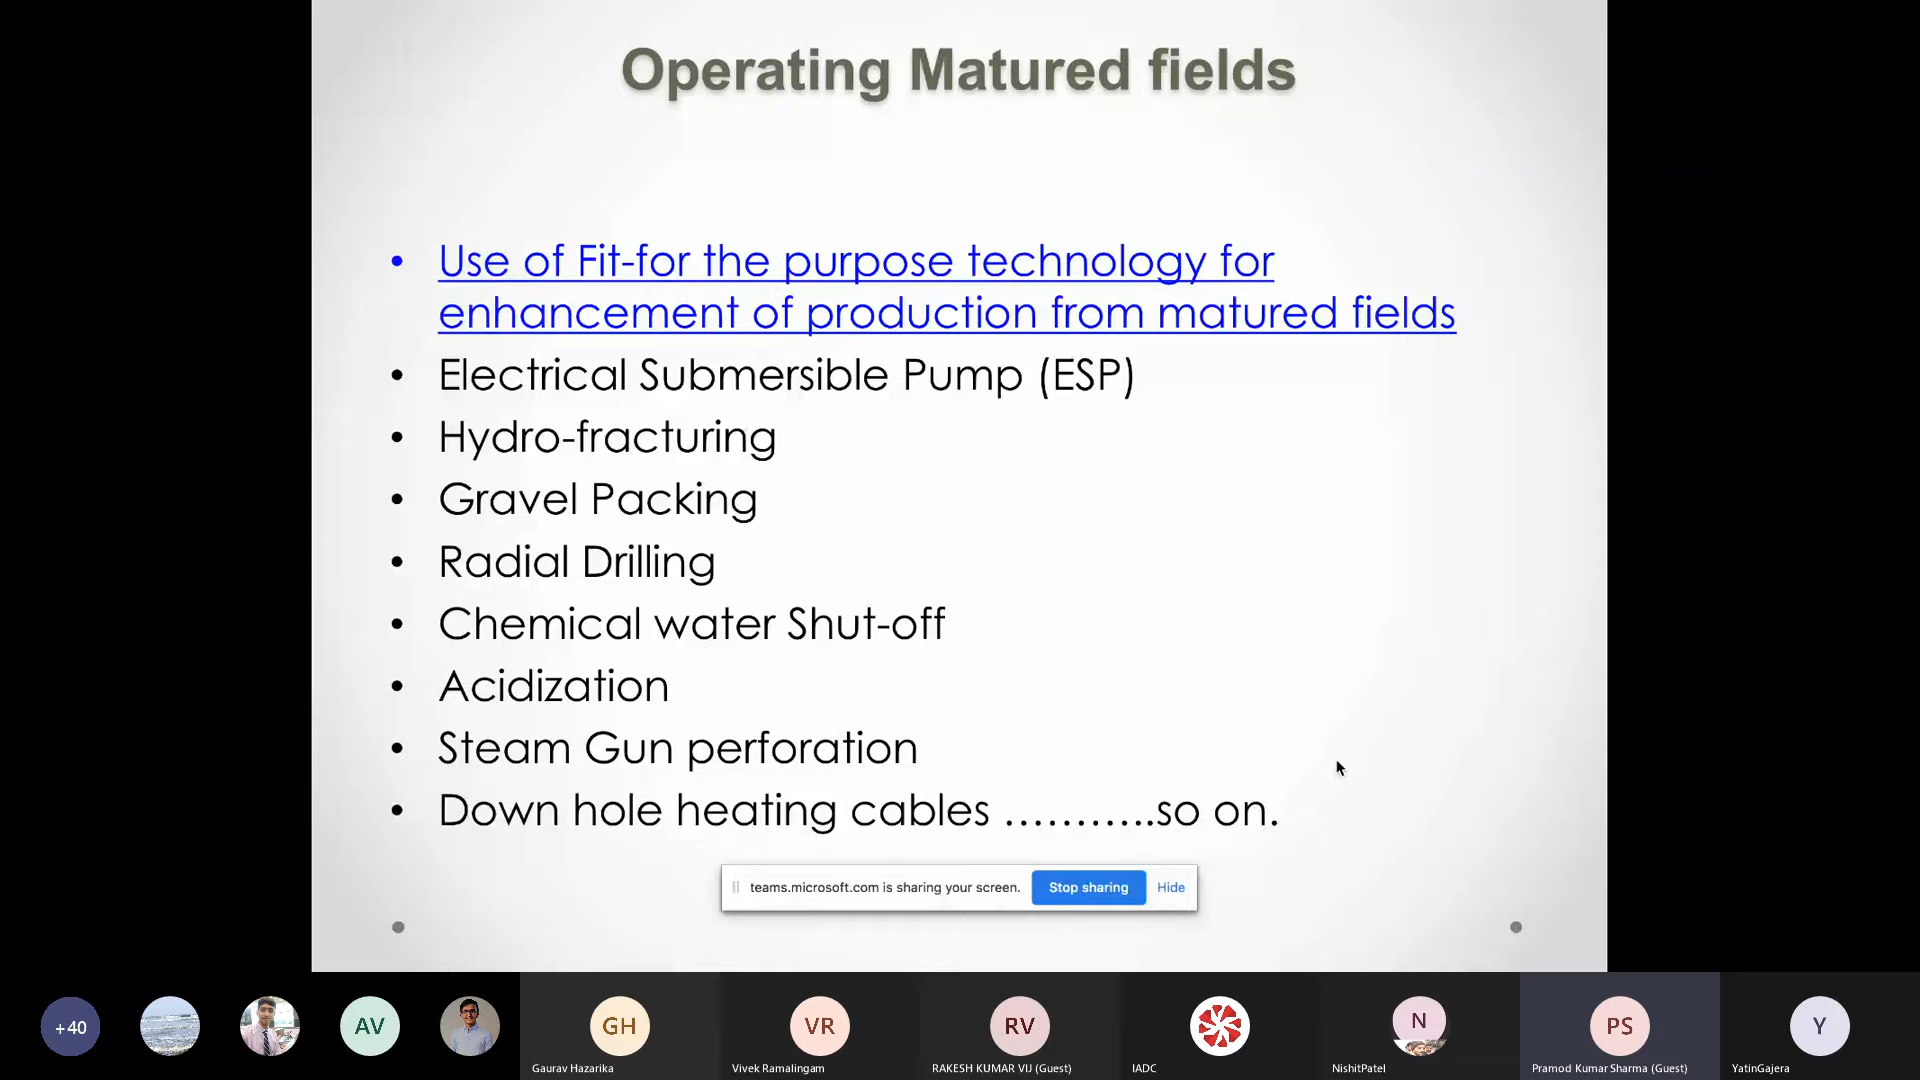 Operating Matured fields
• Use of Fit-for the purpose technology for
enhancement of production from matured fields
• Electrical Submersible Pump (ESP)
• Hydro-fracturing
• Gravel Packing
• Radial Drilling
• Chemical water Shut-off
• Acidization
• Steam Gun perforation
• Down hole heating cables ………..so on.
teams.microsoft.com is sharing your screen. Stop sharing Hide
+40 AV GH VR RV N PS Y
Gaurav Hazarika Vivek Ramalingam RAKESH KUMAR VIJ (Guest) IADC NishitPatel Pramod Kumar Sharma (Guest) YatinGajera